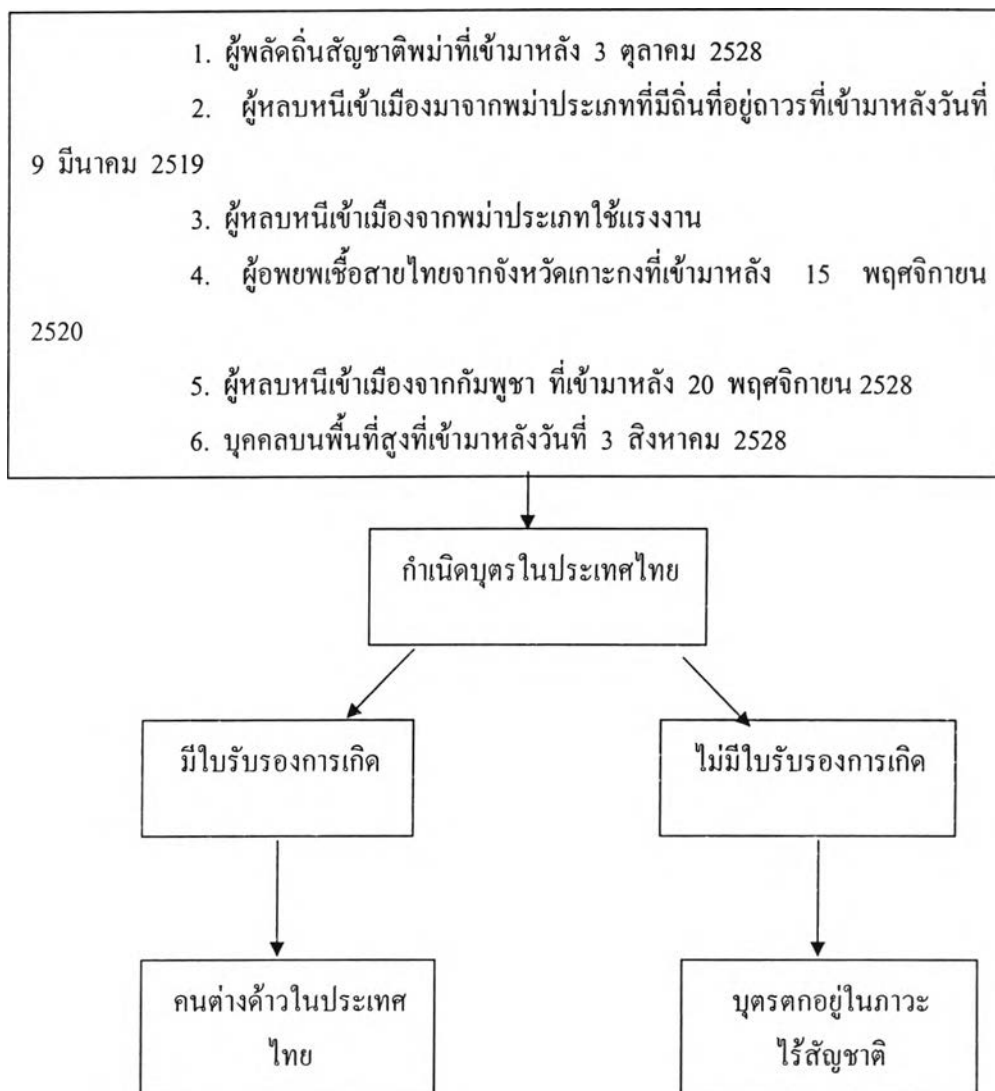 1. ผู้พลัดถิ่นสัญชาติพม่าที่เข้ามาหลัง 3 ตุลาคม 2528
2. ผู้หลบหนีเข้าเมืองมาจากพม่าประเภทที่มีถิ่นที่อยู่ถาวรที่เข้ามาหลังวันที่
9 มีนาคม 2519
3. ผู้หลบหนีเข้าเมืองจากพม่าประเภทใช้แรงงาน
4. ผู้อพยพเชื้อสายไทยจากจังหวัดเกาะกงที่เข้ามาหลัง 15 พฤศจิกายน
2520
5. ผู้หลบหนีเข้าเมืองจากกัมพูชา ที่เข้ามาหลัง 20 พฤศจิกายน 2528
6. บุคคลบนพื้นที่สูงที่เข้ามาหลังวันที่ 3 สิงหาคม 2528
กำเนิดบุตรในประเทศไทย
มีใบรับรองการเกิด
ไม่มีใบรับรองการเกิด
คนต่างด้าวในประเทศ
ไทย
บุตรตกอยู่ในภาวะ
ไร้สัญชาติ